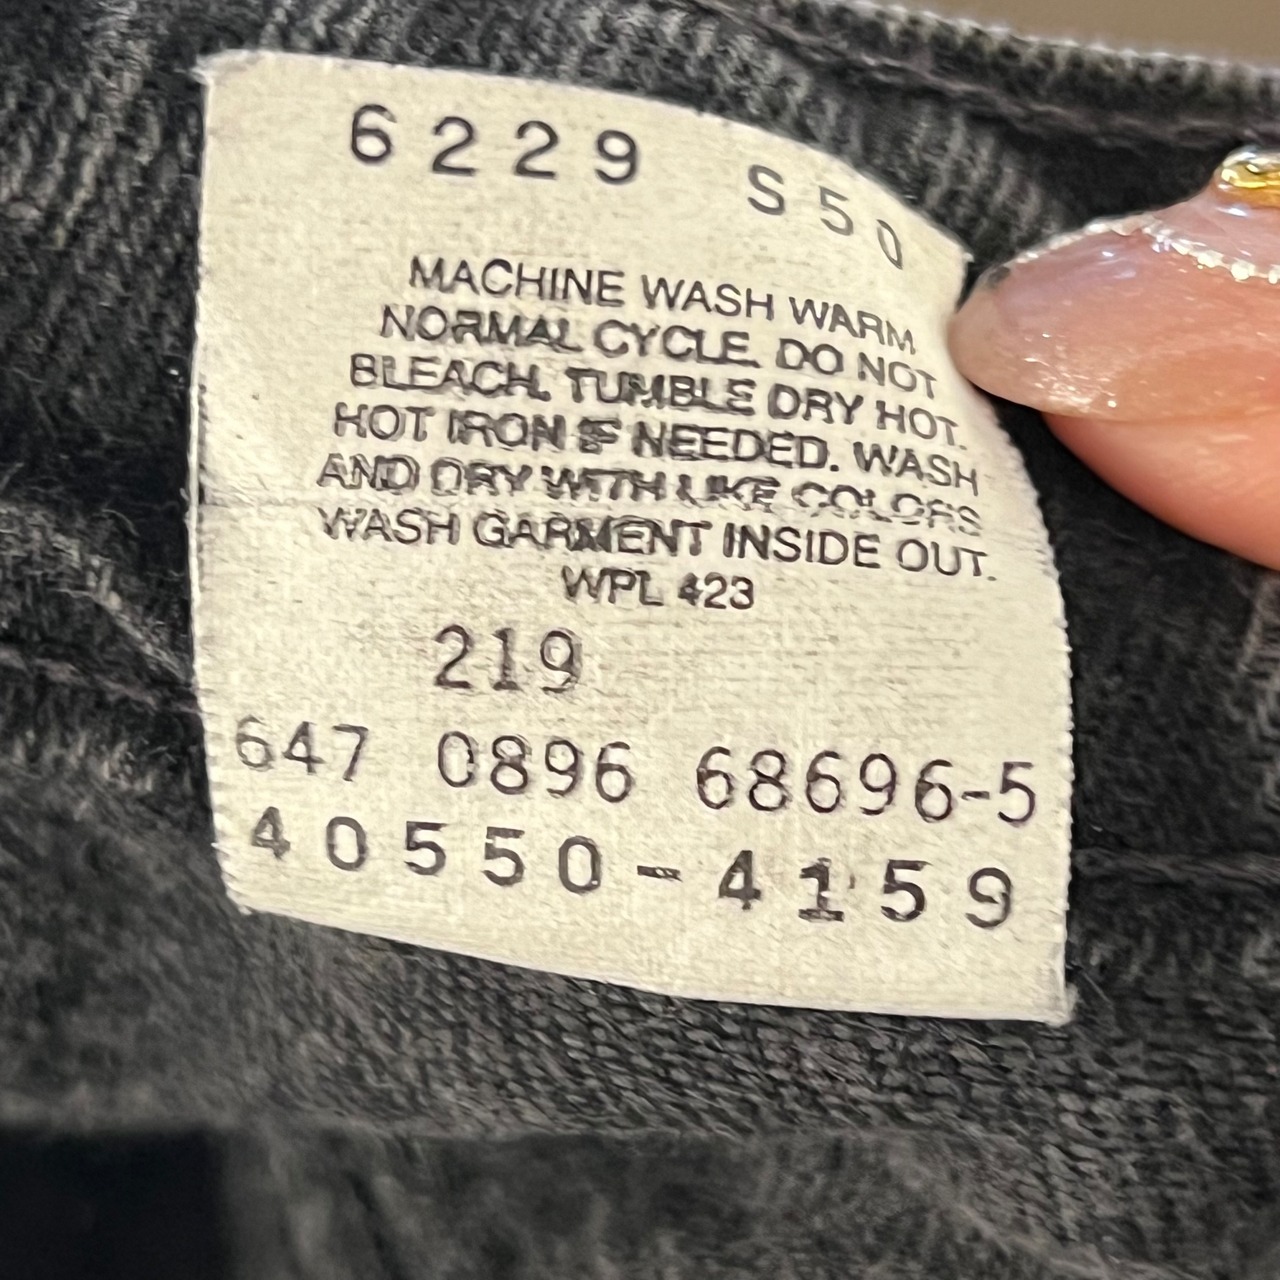 6229 S50
MACHINE WASH WARM
NORMAL CYCLE. DO NOT
BLEACH. TUMBLE DRY HOT.
HOT IRON IF NEEDED. WASH
AND DRY WITH LIKE COLORS
WASH GARMENT INSIDE OUT.
WPL 423
219
647 0896 68696-5
40550-4159